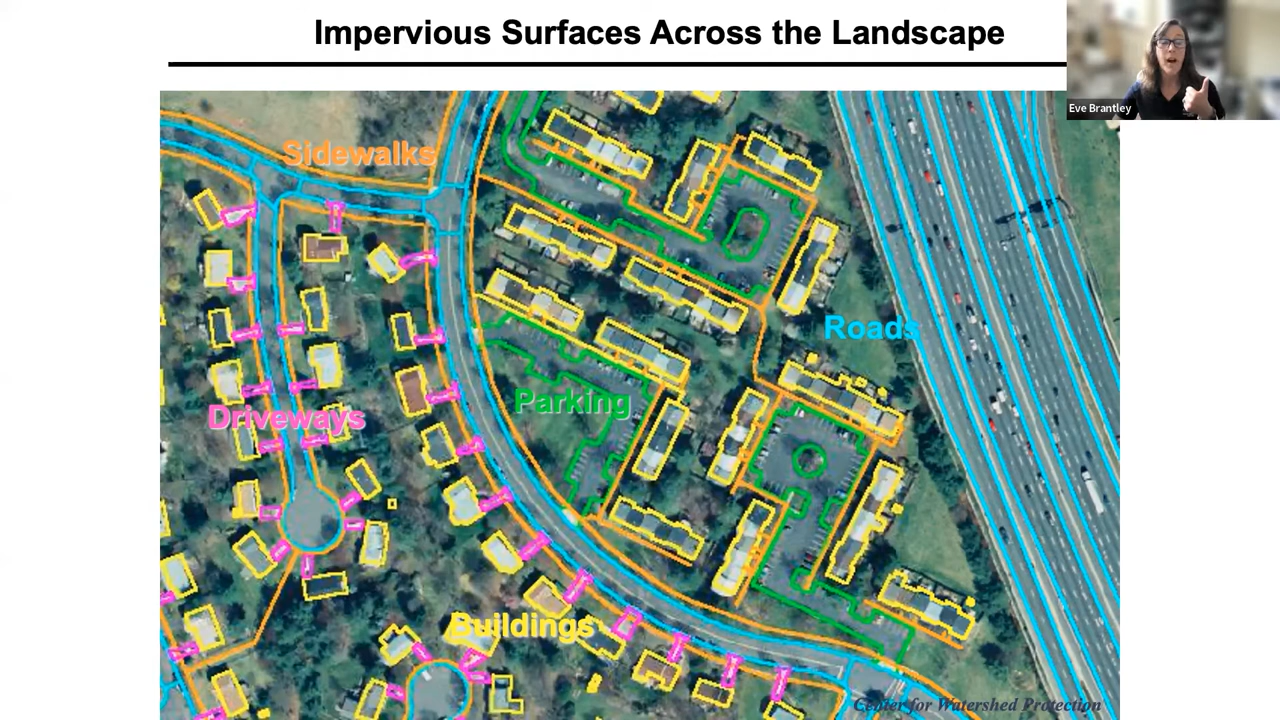 Impervious Surfaces Across the Landscape
Eve Brantley
Sidewalks
Roads
Parking
Driveways
Buildings
Center for Watershed Protection